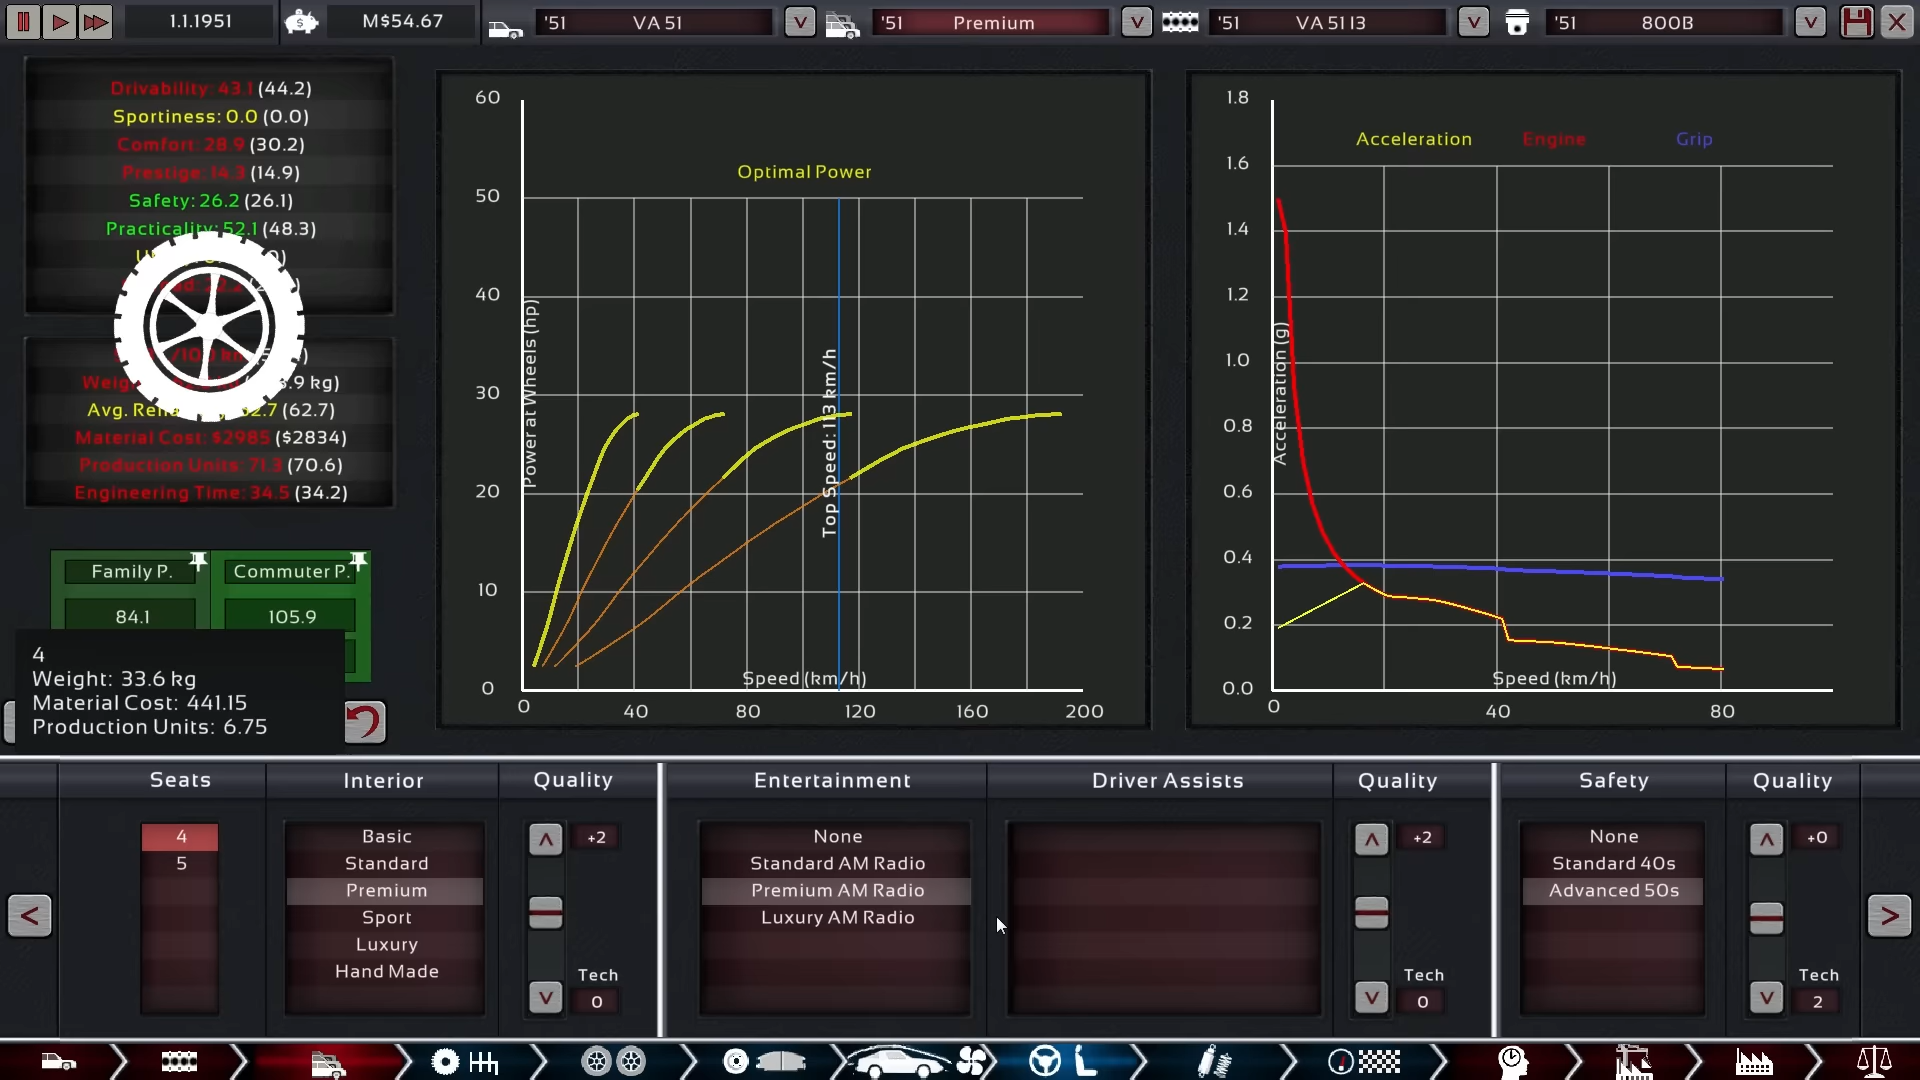 1.1.1951
M$54.67
'51 VA 51
'51 Premium
'51 VA 51 I3
'51 800B
Drivability: 43.1 (44.2)
Sportiness: 0.0 (0.0)
Comfort: 28.9 (30.2)
Prestige: 14.3 (14.9)
Safety: 26.2 (26.1)
Practicality: 52.1 (48.3)
Avg. (62.7)
Material Cost: $2985 ($2834)
Production Units: 71.3 (70.6)
Engineering Time: 34.5 (34.2)
Family P.
Commuter P.
84.1
105.9
4
Weight: 33.6 kg
Material Cost: 441.15
Production Units: 6.75
60
50
40
30
20
10
0
Optimal Power
Power at Wheels (hp)
Top Speed: 113 km/h
Speed (km/h)
0 40 80 120 160 200
1.8
1.6
1.4
1.2
1.0
0.8
0.6
0.4
0.2
0.0
Acceleration Engine Grip
Acceleration (g)
Speed (km/h)
0 40 80
Seats
4
5
Interior
Basic
Standard
Premium
Sport
Luxury
Hand Made
Quality
+2
Tech
0
Entertainment
None
Standard AM Radio
Premium AM Radio
Luxury AM Radio
Driver Assists
Quality
+2
Tech
0
Safety
None
Standard 40s
Advanced 50s
Quality
+0
Tech
2